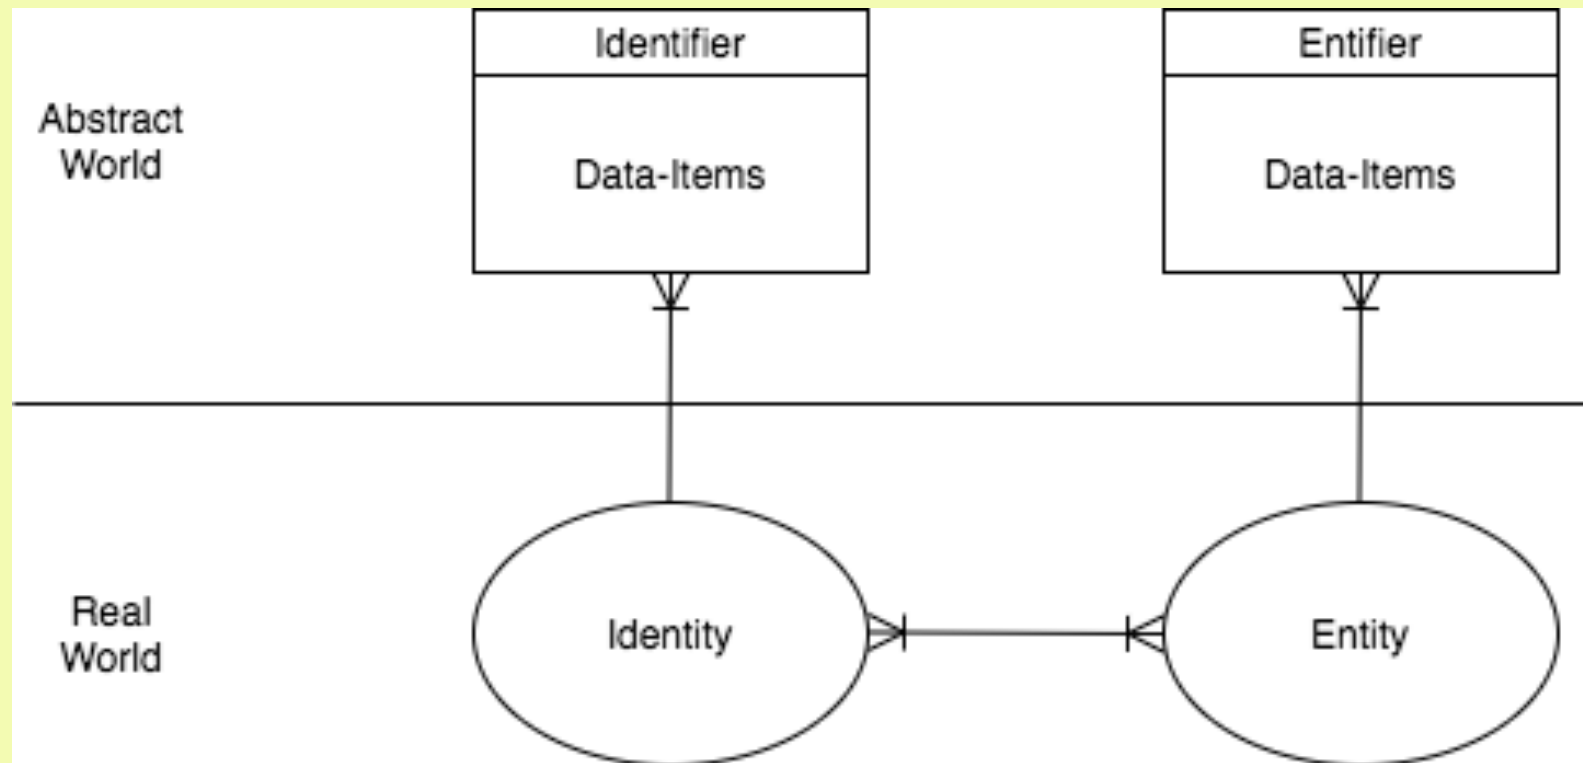 Identifier
Entifier
Abstract
World
Data-Items
Data-Items
Real
World
Identity
Entity